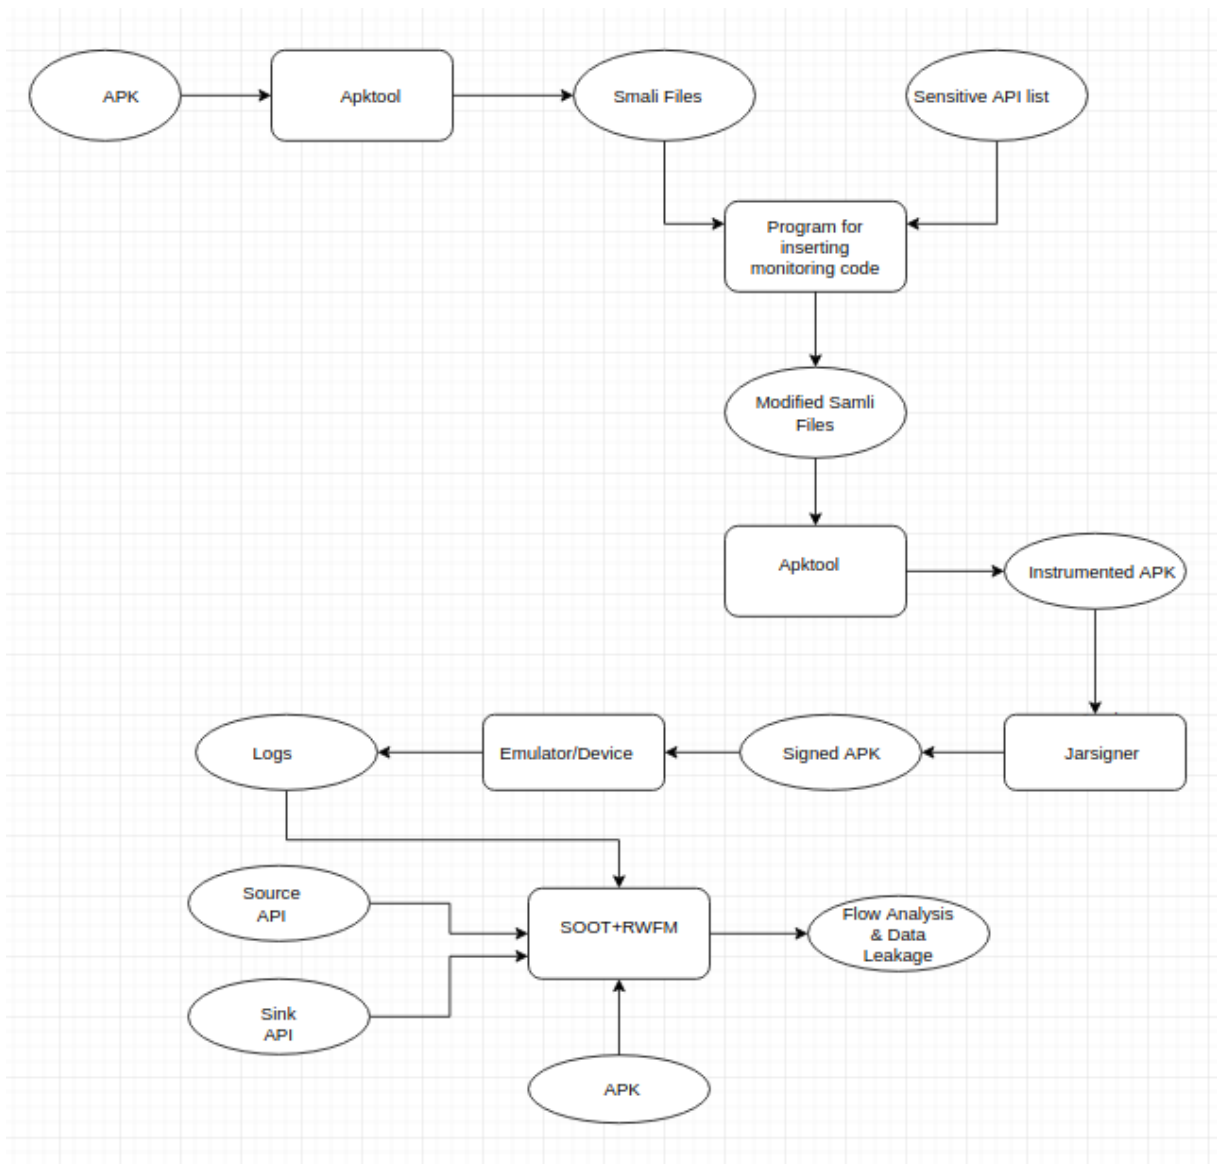 APK
Apktool
Smali Files
Sensitive API list
Program for
inserting
monitoring code
Modified Samli
Files
Apktool
Instrumented APK
Logs
Emulator/Device
Signed APK
Jarsigner
Source
API
SOOT+RWFM
Flow Analysis
& Data
Leakage
Sink
API
APK